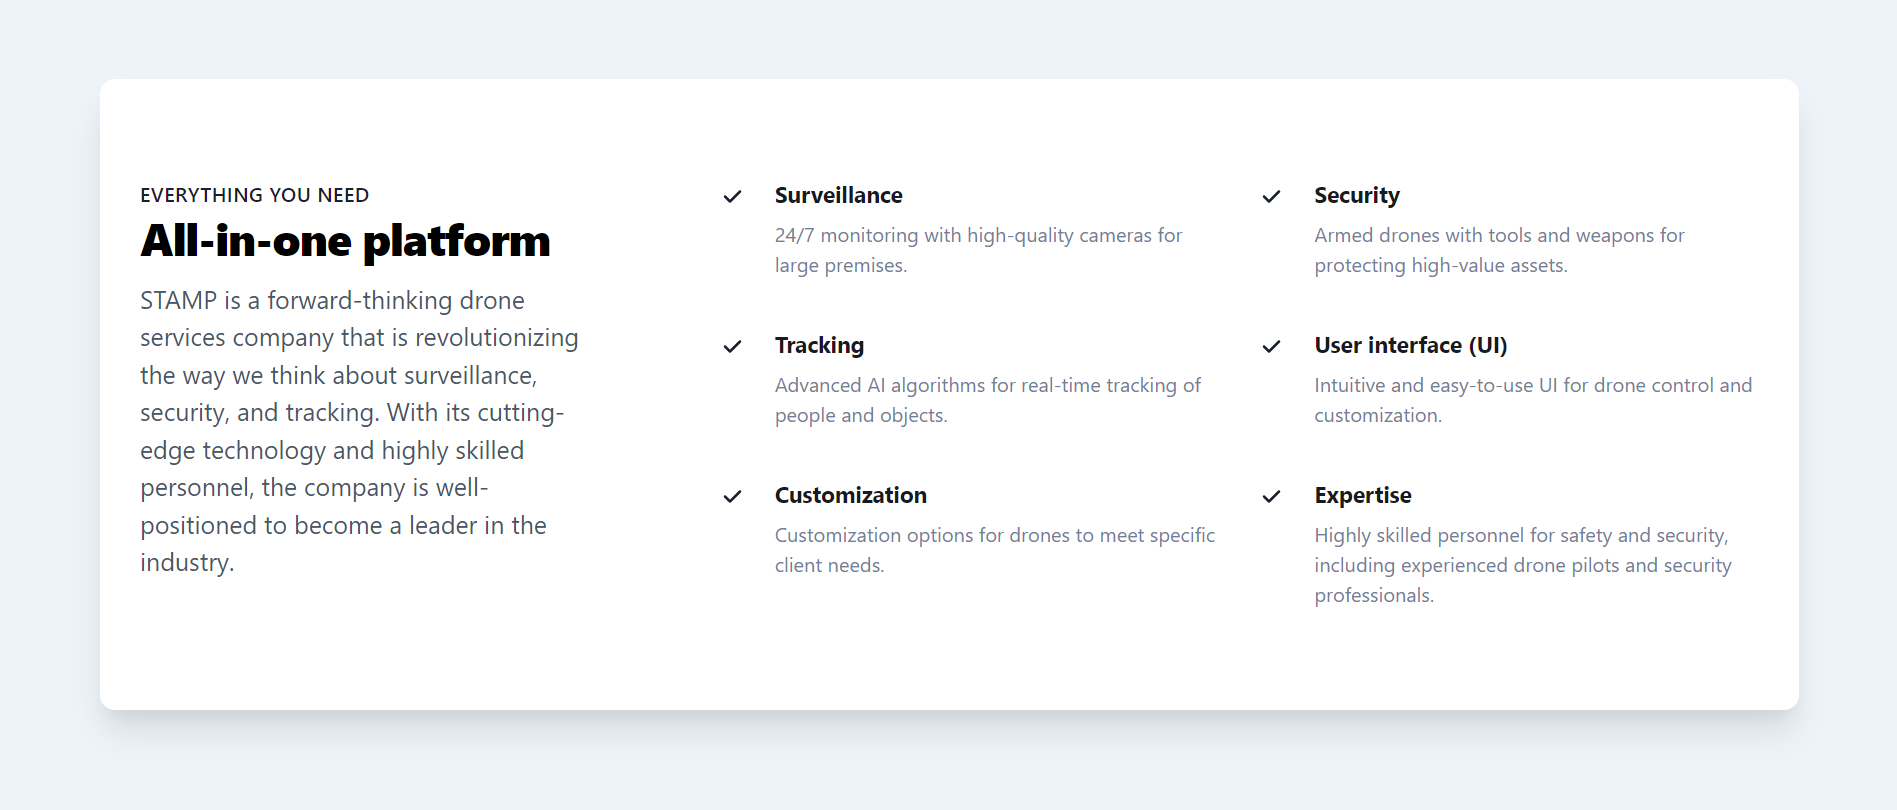 EVERYTHING YOU NEED
All-in-one platform
STAMP is a forward-thinking drone
services company that is revolutionizing
the way we think about surveillance,
security, and tracking. With its cutting-
edge technology and highly skilled
personnel, the company is well-
positioned to become a leader in the
industry.
Surveillance
24/7 monitoring with high-quality cameras for
large premises.
Security
Armed drones with tools and weapons for
protecting high-value assets.
Tracking
Advanced AI algorithms for real-time tracking of
people and objects.
User interface (UI)
Intuitive and easy-to-use UI for drone control and
customization.
Customization
Customization options for drones to meet specific
client needs.
Expertise
Highly skilled personnel for safety and security,
including experienced drone pilots and security
professionals.